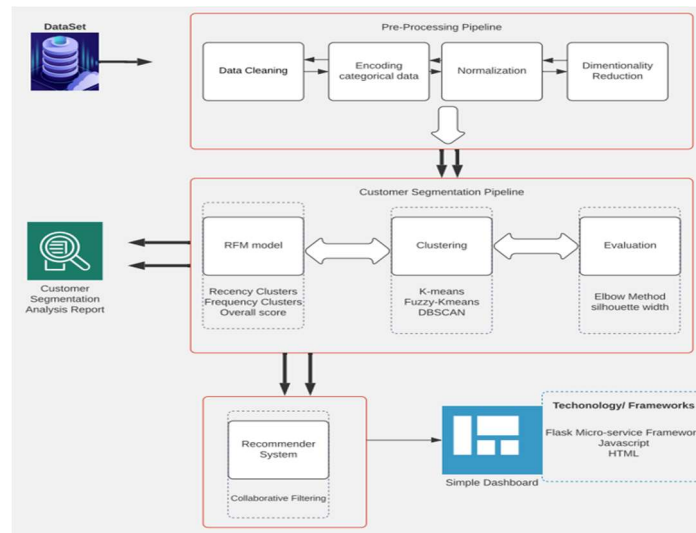 DataSet
Pre-Processing Pipeline
Data Cleaning
Encoding
categorical data
Normalization
Dimentionality
Reduction
Customer Segmentation Pipeline
RFM model
Clustering
Evaluation
Recency Clusters
Frequency Clusters
Overall score
K-means
Fuzzy-Kmeans
DBSCAN
Elbow Method
silhouette width
Customer
Segmentation
Analysis Report
Recommender
System
Collaborative Filtering
Simple Dashboard
Techonology/ Frameworks
Flask Micro-service Framewor
Javascript
HTML